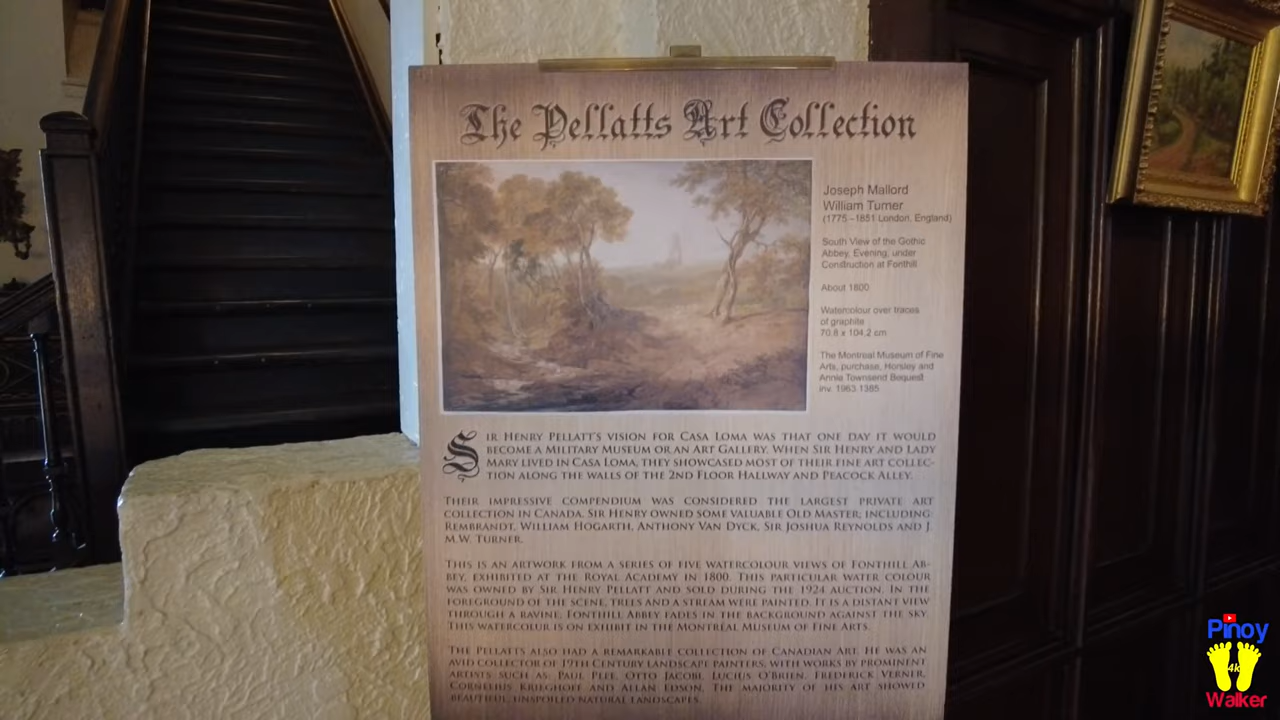 The Pellatts Art Collection
Joseph Mallord
William Turner
(1775 - 1851 London, England)
South View of the Gothic
Abbey, Evening, under
Construction at Fonthill
About 1800
Watercolour over traces
of graphite
70.8 x 104.2 cm
The Montreal Museum of Fine
Arts, purchase, Horsley and
Annie Townsend Bequest
inv. 1963.1385
SIR HENRY PELLATT'S VISION FOR CASA LOMA WAS THAT ONE DAY IT WOULD
BECOME A MILITARY MUSEUM OR AN ART GALLERY. WHEN SIR HENRY AND LADY
MARY LIVED IN CASA LOMA, THEY SHOWCASED MOST OF THEIR FINE ART COLLEC-
TION ALONG THE WALLS OF THE 2ND FLOOR HALLWAY AND PEACOCK ALLEY.
THEIR IMPRESSIVE COMPENDIUM WAS CONSIDERED THE LARGEST PRIVATE ART
COLLECTION IN CANADA. SIR HENRY OWNED SOME VALUABLE OLD MASTER; INCLUDING
REMBRANDT, WILLIAM HOGARTH, ANTHONY VAN DYCK, SIR JOSHUA REYNOLDS AND J.
M.W. TURNER.
THIS IS AN ARTWORK FROM A SERIES OF FIVE WATERCOLOUR VIEWS OF FONTHILL AB-
BEY, EXHIBITED AT THE ROYAL ACADEMY IN 1800. THIS PARTICULAR WATER COLOUR
WAS OWNED BY SIR HENRY PELLATT AND SOLD DURING THE 1924 AUCTION. IN THE
FOREGROUND OF THE SCENE, TREES AND A STREAM WERE PAINTED. IT IS A DISTANT VIEW
THROUGH A RAVINE. FONTHILL ABBEY FADES IN THE BACKGROUND AGAINST THE SKY.
THIS WATERCOLOUR IS ON EXHIBIT IN THE MONTRÉAL MUSEUM OF FINE ARTS.
THE PELLATTS ALSO HAD A REMARKABLE COLLECTION OF CANADIAN ART. HE WAS AN
AVID COLLECTOR OF 19TH CENTURY LANDSCAPE PAINTERS, WITH WORKS BY PROMINENT
ARTISTS SUCH AS: PAUL PEEL, OTTO JACOBI, LUCIUS O'BRIEN, FREDERICK VERNER,
CORNELIUS KRIEGHOFF AND ALLAN EDSON. THE MAJORITY OF HIS ART SHOWED
BEAUTIFUL, UNSPOILED NATURAL LANDSCAPES.
Pinoy
4k
Walker